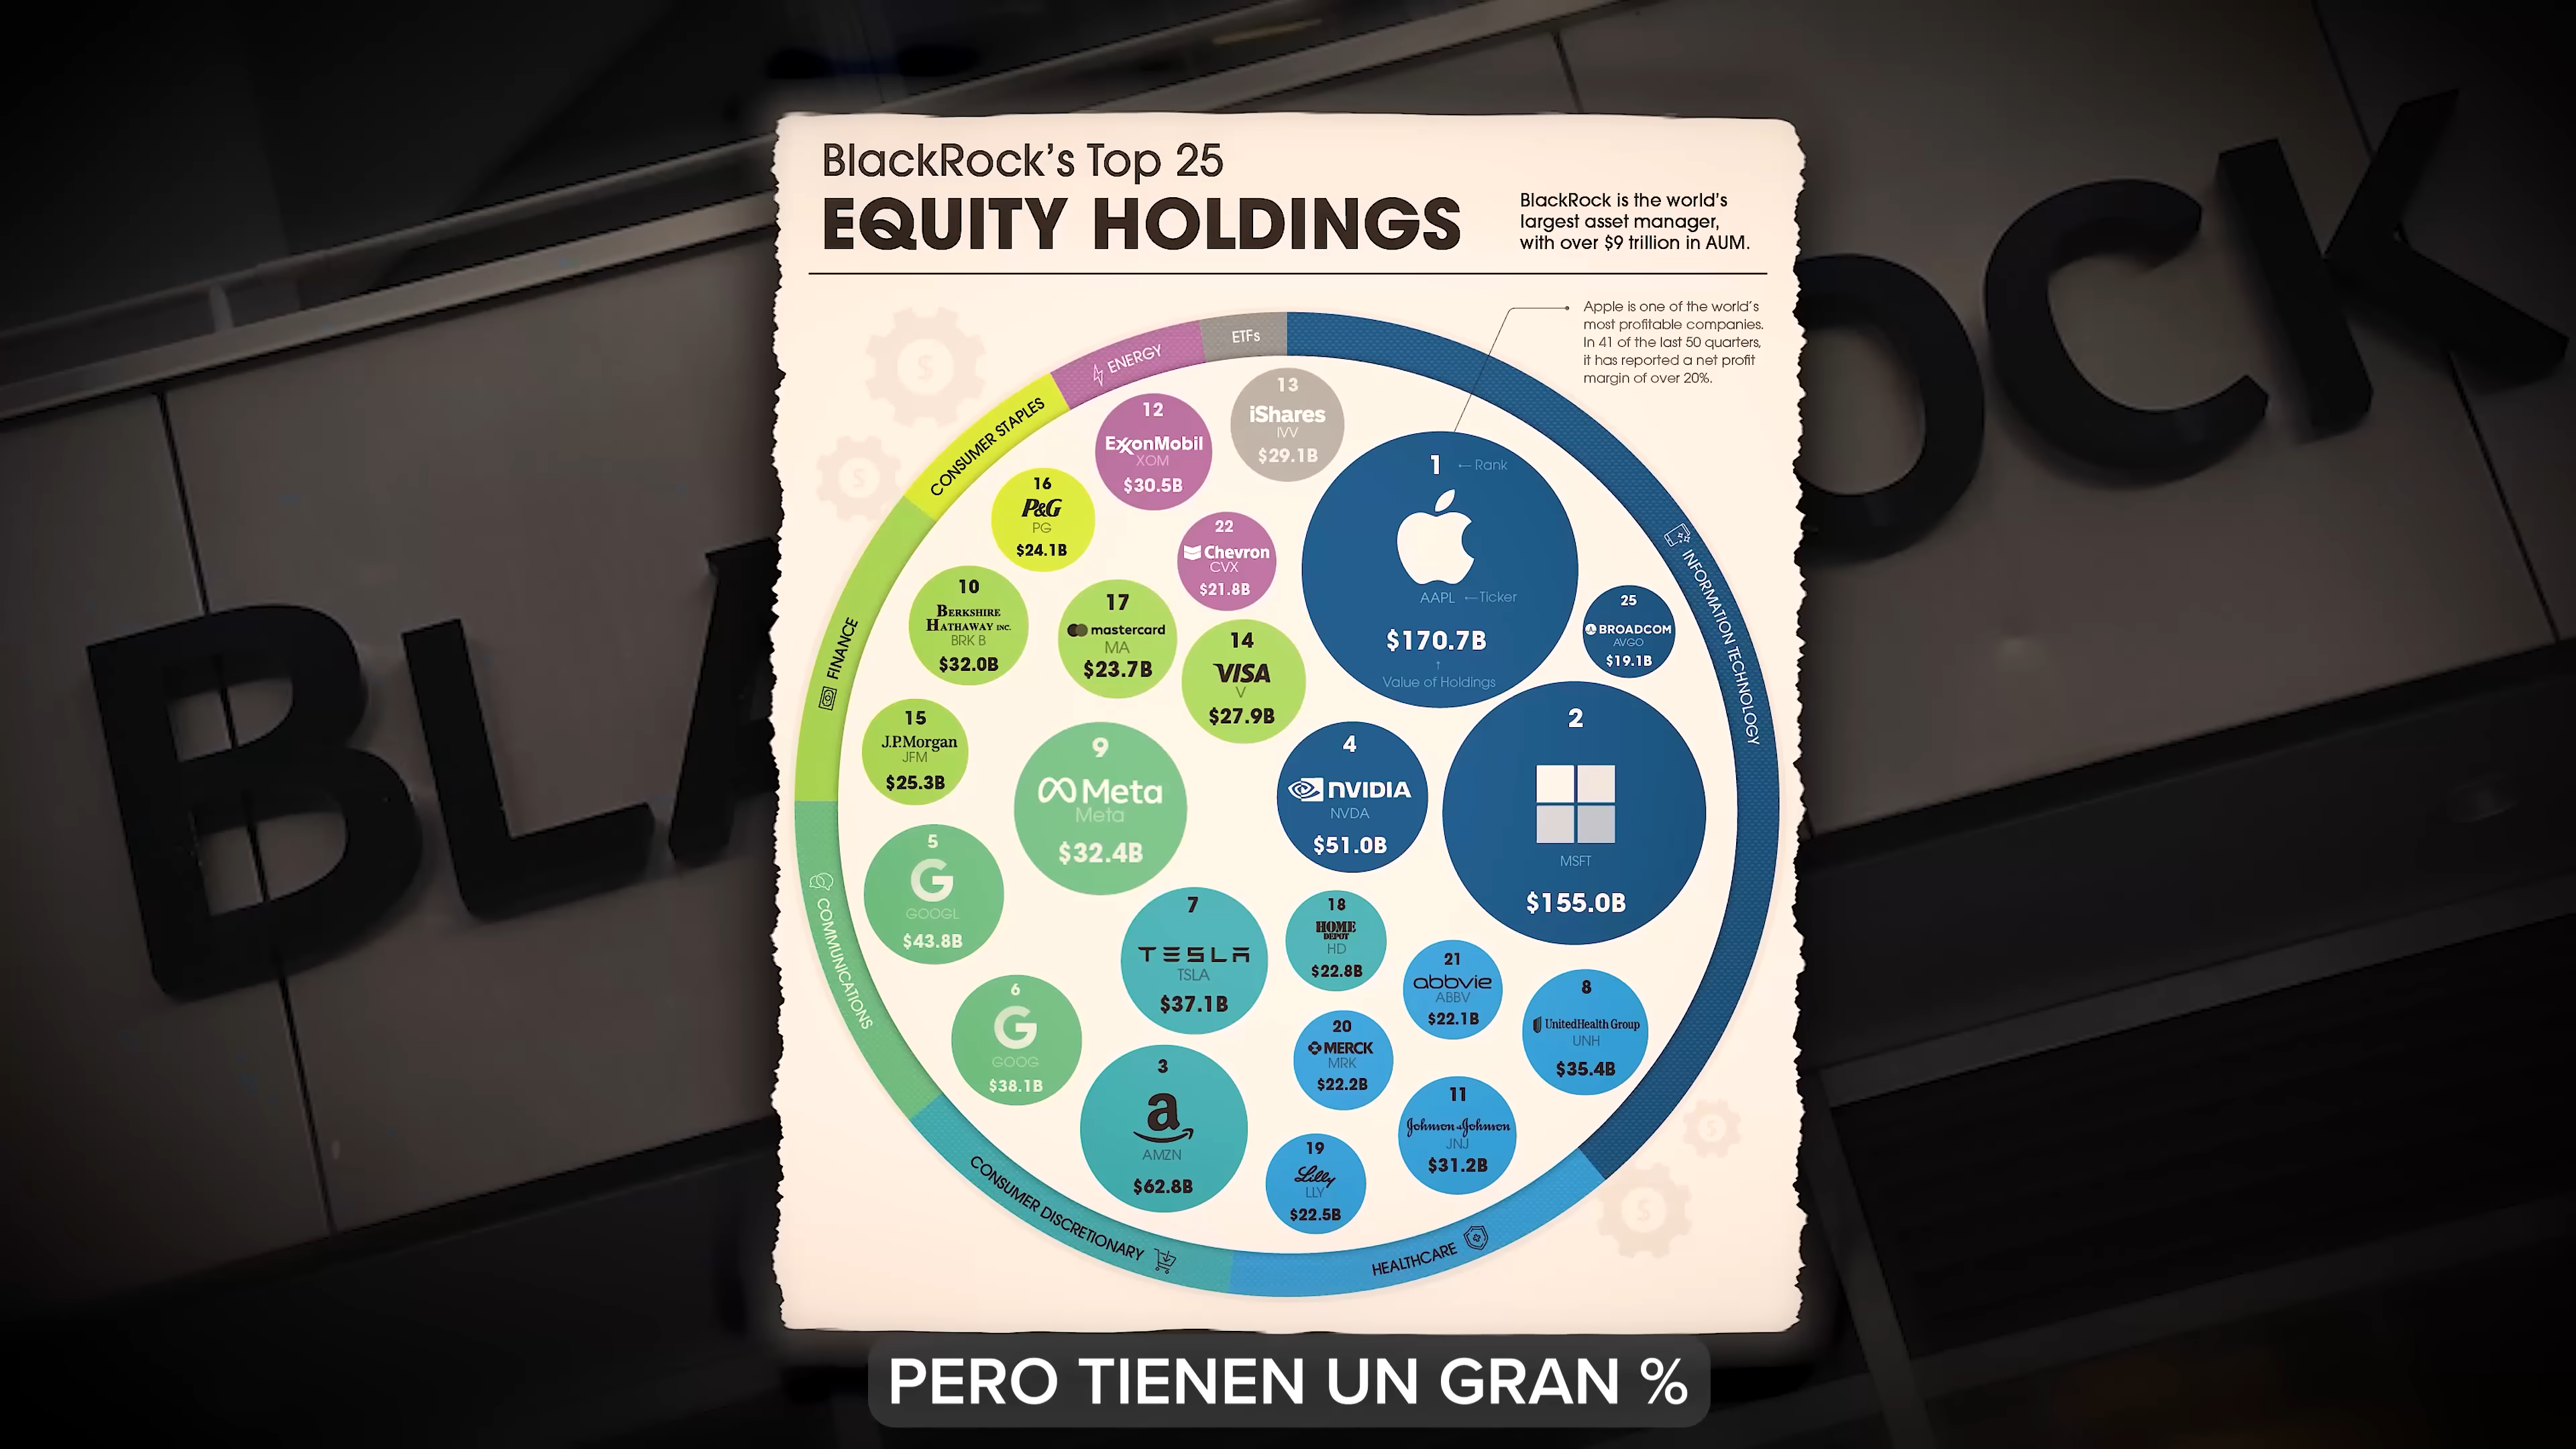 BLA
OCK
BlackRock's Top 25
EQUITY HOLDINGS
BlackRock is the world's
largest asset manager,
with over $9 trillion in AUM.
Apple is one of the world's
most profitable companies.
In 41 of the last 50 quarters,
it has reported a net profit
margin of over 20%.
ETFs
ENERGY
CONSUMER STAPLES
FINANCE
COMMUNICATIONS
CONSUMER DISCRETIONARY
HEALTHCARE
INFORMATION TECHNOLOGY
13
iShares
IVV
$29.1B
12
ExxonMobil
XOM
$30.5B
1 ←Rank
AAPL ←Ticker
$170.7B
↑
Value of Holdings
16
P&G
PG
$24.1B
22
Chevron
CVX
$21.8B
10
BERKSHIRE
HATHAWAY INC.
BRK B
$32.0B
17
mastercard
MA
$23.7B
14
VISA
V
$27.9B
25
BROADCOM
AVGO
$19.1B
15
J.P.Morgan
JFM
$25.3B
9
Meta
Meta
$32.4B
4
NVIDIA
NVDA
$51.0B
2
MSFT
$155.0B
5
G
GOOGL
$43.8B
7
TESLA
TSLA
$37.1B
18
HOME
DEPOT
HD
$22.8B
21
abbvie
ABBV
$22.1B
8
UnitedHealth Group
UNH
$35.4B
6
G
GOOG
$38.1B
20
MERCK
MRK
$22.2B
3
a
AMZN
$62.8B
11
Johnson & Johnson
JNJ
$31.2B
19
Lilly
LLY
$22.5B
PERO TIENEN UN GRAN %